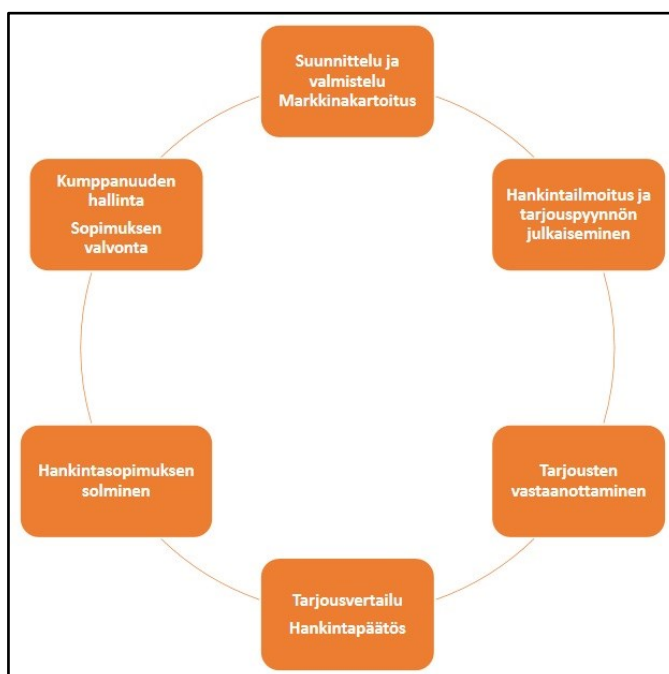 Suunnittelu ja
valmistelu
Markkinakartoitus
Hankintailmoitus ja
tarjouspyynnön
julkaiseminen
Tarjousten
vastaanottaminen
Tarjousvertailu
Hankintapäätös
Hankintasopimuksen
solminen
Kumppanuuden
hallinta
Sopimuksen
valvonta